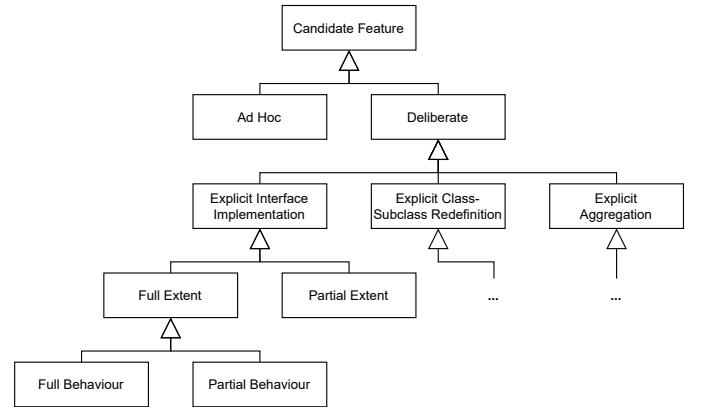 Candidate Feature
Ad Hoc
Deliberate
Explicit Interface
Implementation
Explicit Class-
Subclass Redefinition
Explicit
Aggregation
Full Extent
Partial Extent
...
...
Full Behaviour
Partial Behaviour